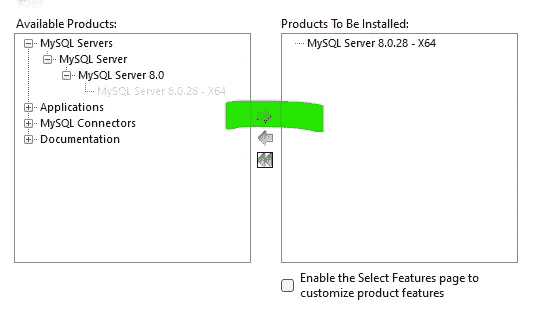 Available Products:
MySQL Servers
MySQL Server
MySQL Server 8.0
MySQL Server 8.0.28 - X64
Applications
MySQL Connectors
Documentation
Products To Be Installed:
MySQL Server 8.0.28 - X64
Enable the Select Features page to
customize product features